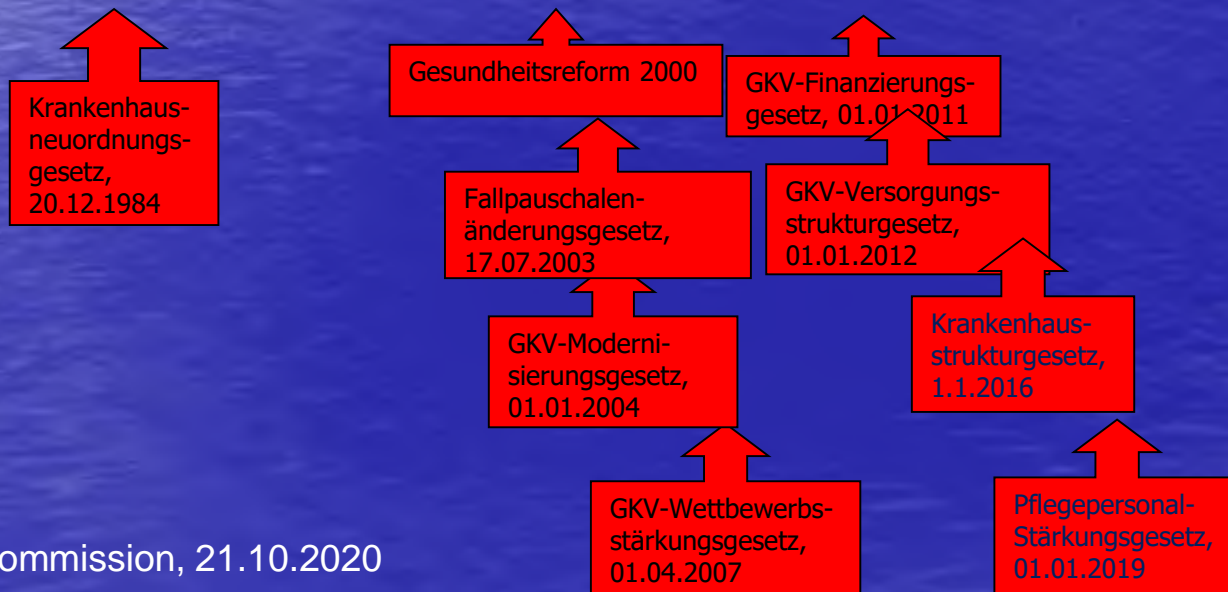 Krankenhaus-
neuordnungs-
gesetz,
20.12.1984
Gesundheitsreform 2000
Fallpauschalen-
änderungsgesetz,
17.07.2003
GKV-Moderni-
sierungsgesetz,
01.01.2004
GKV-Wettbewerbs-
stärkungsgesetz,
01.04.2007
GKV-Finanzierungs-
gesetz, 01.01.2011
GKV-Versorgungs-
strukturgesetz,
01.01.2012
Krankenhaus-
strukturgesetz,
1.1.2016
Pflegepersonal-
Stärkungsgesetz,
01.01.2019
ommission, 21.10.2020